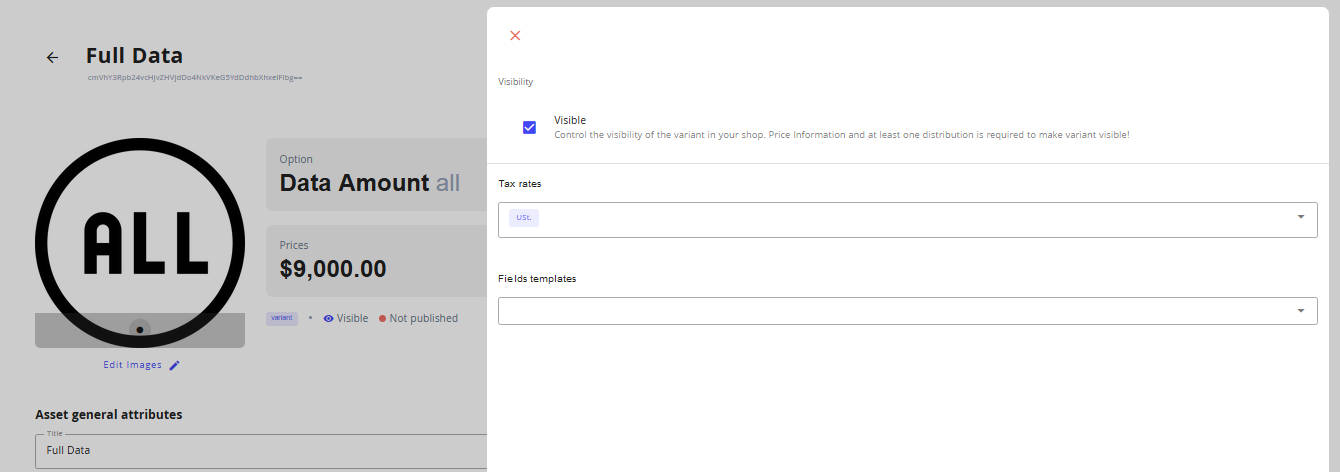 Full Data
ALL
Edit Images
Option
Data Amount all
Prices
$9,000.00
variant • Visible Not published
Asset general attributes
Title
Full Data
Visibility
Visible
Control the visibility of the variant in your shop. Price Information and at least one distribution is required to make variant visible!
Tax rates
USt.
Fields templates